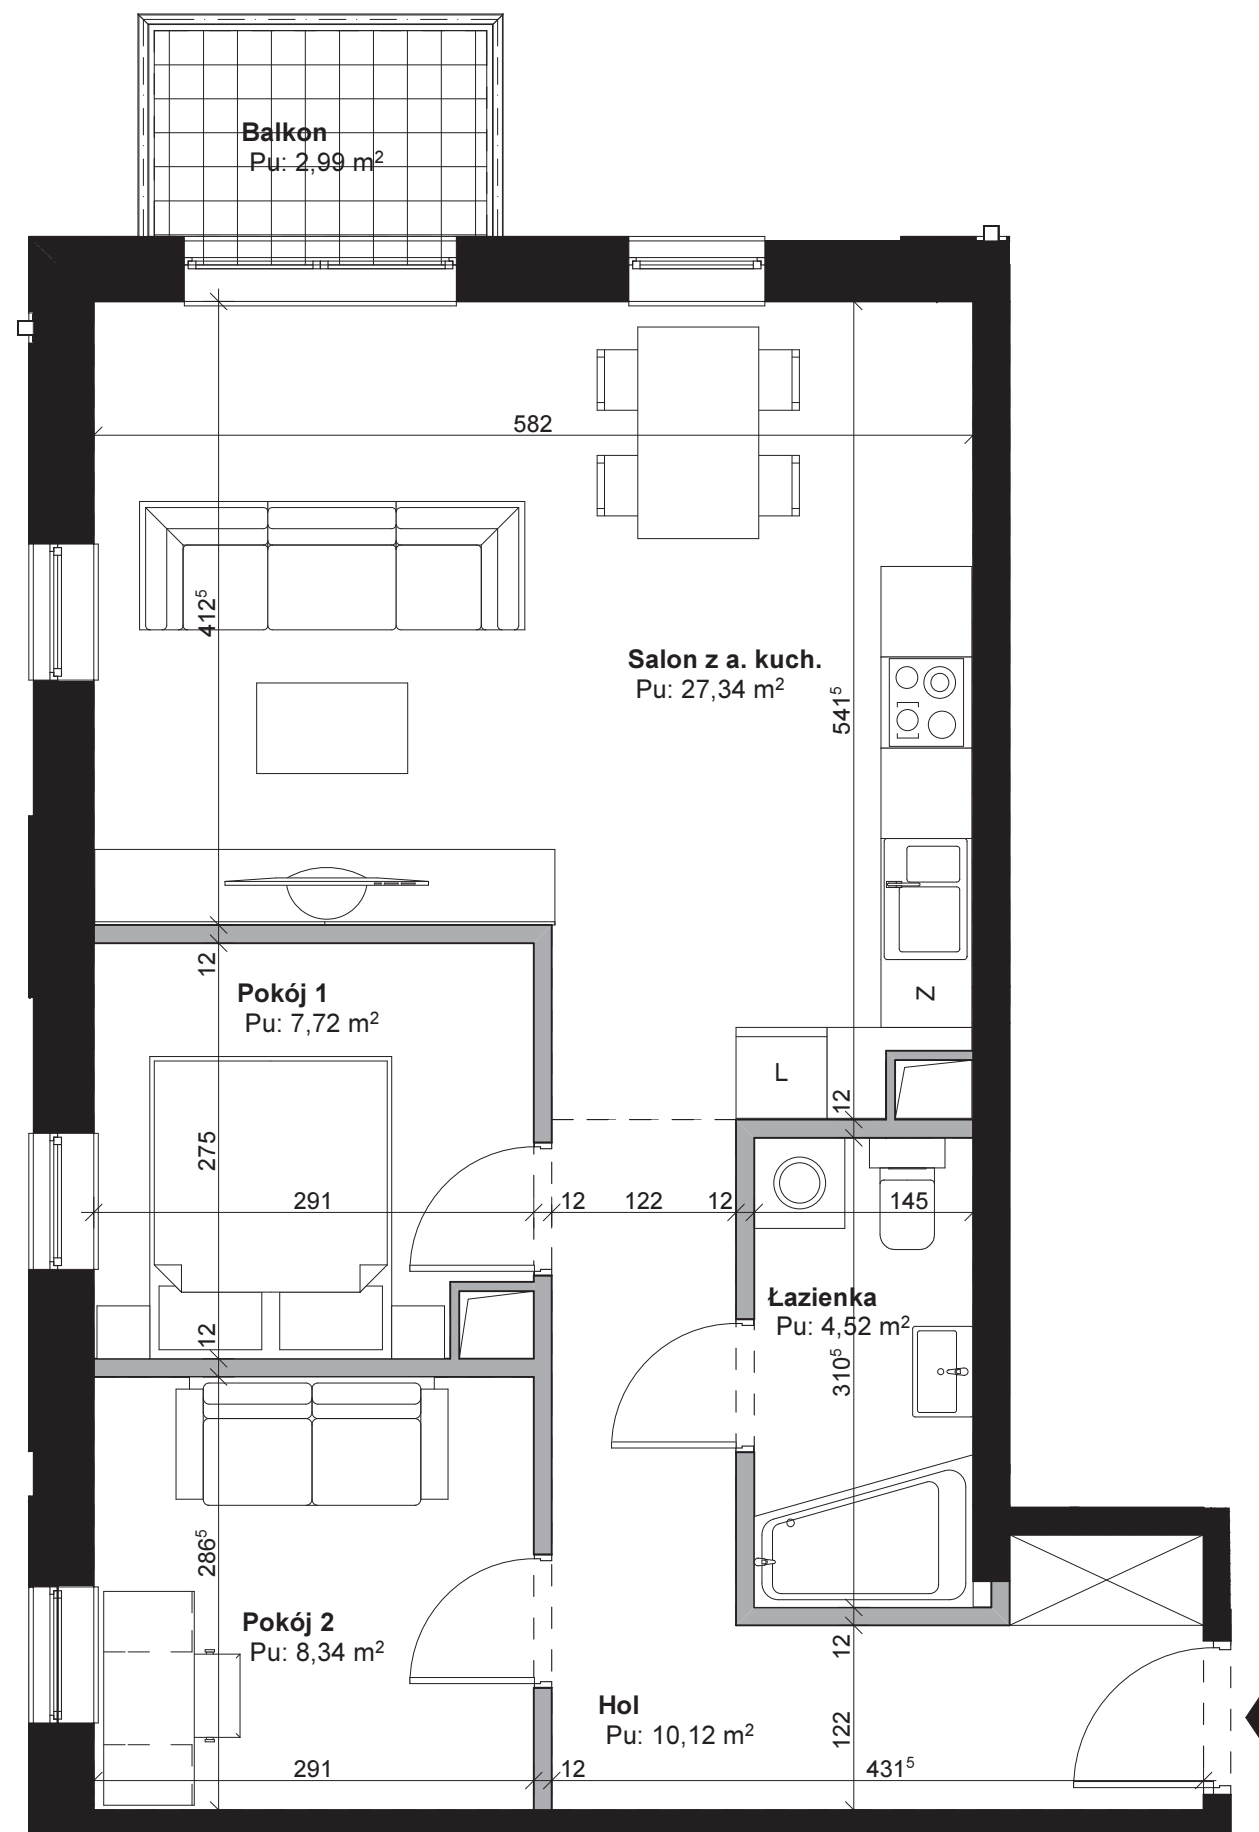 Balkon
Pu: 2,99 m²
582
412⁵
Salon z a. kuch.
Pu: 27,34 m²
541⁵
12
Pokój 1
Pu: 7,72 m²
Z
L
12
275
291
12
122
12
145
Łazienka
Pu: 4,52 m²
12
310⁵
286⁵
Pokój 2
Pu: 8,34 m²
12
Hol
Pu: 10,12 m²
122
291
12
431⁵